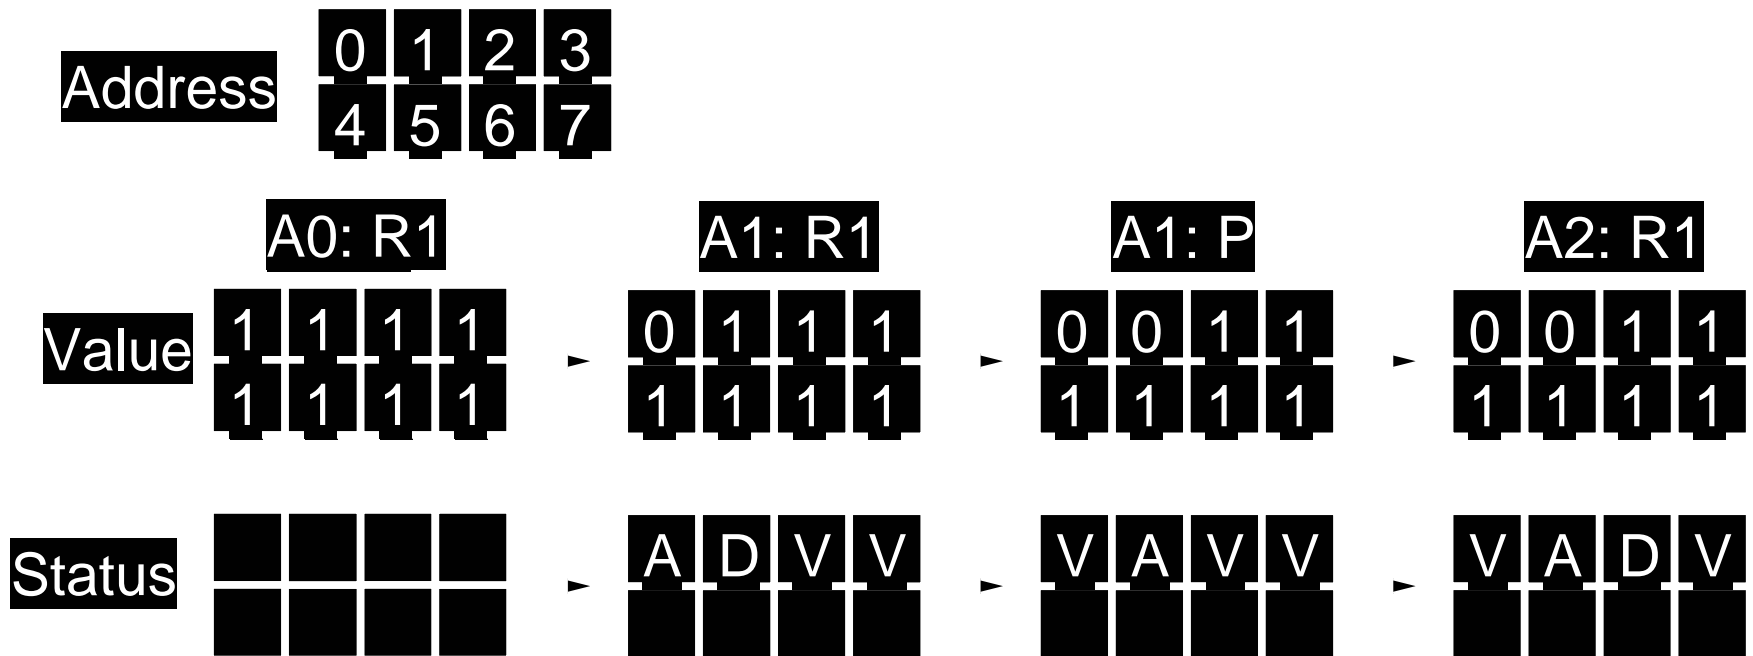 0 1 2 3
Address
4 5 6 7
A0: R1 A1: R1 A1: P A2: R1
1 1 1 1 0 1 1 1 0 0 1 1 0 0 1 1
Value
1 1 1 1 1 1 1 1 1 1 1 1 1 1 1 1
A D V V V A V V V A D V
Status